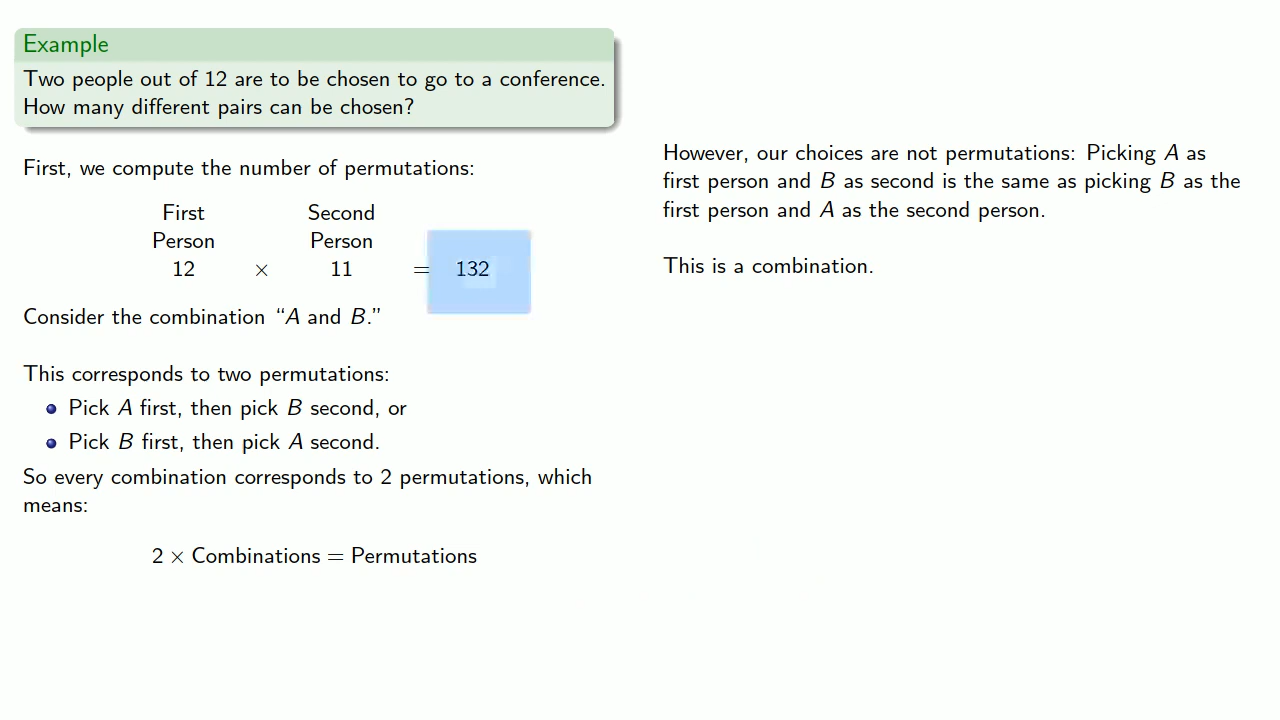 Example
Two people out of 12 are to be chosen to go to a conference.
How many different pairs can be chosen?
First, we compute the number of permutations:
First Second
Person Person
12 × 11 = 132
Consider the combination “A and B.”
This corresponds to two permutations:
Pick A first, then pick B second, or
Pick B first, then pick A second.
So every combination corresponds to 2 permutations, which
means:
2 × Combinations = Permutations
However, our choices are not permutations: Picking A as
first person and B as second is the same as picking B as the
first person and A as the second person.
This is a combination.